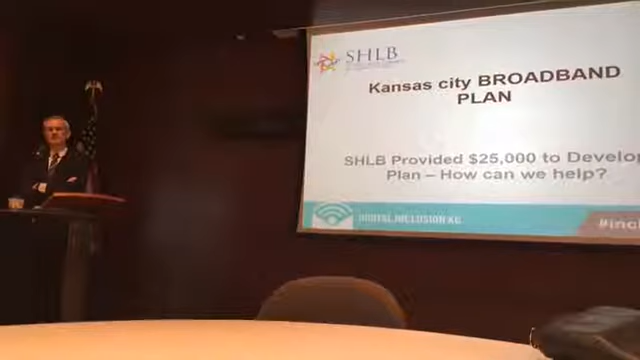 SHLB
Kansas city BROADBAND
PLAN
SHLB Provided $25,000 to Develop
Plan – How can we help?
DIGITAL INCLUSION KC
#incl